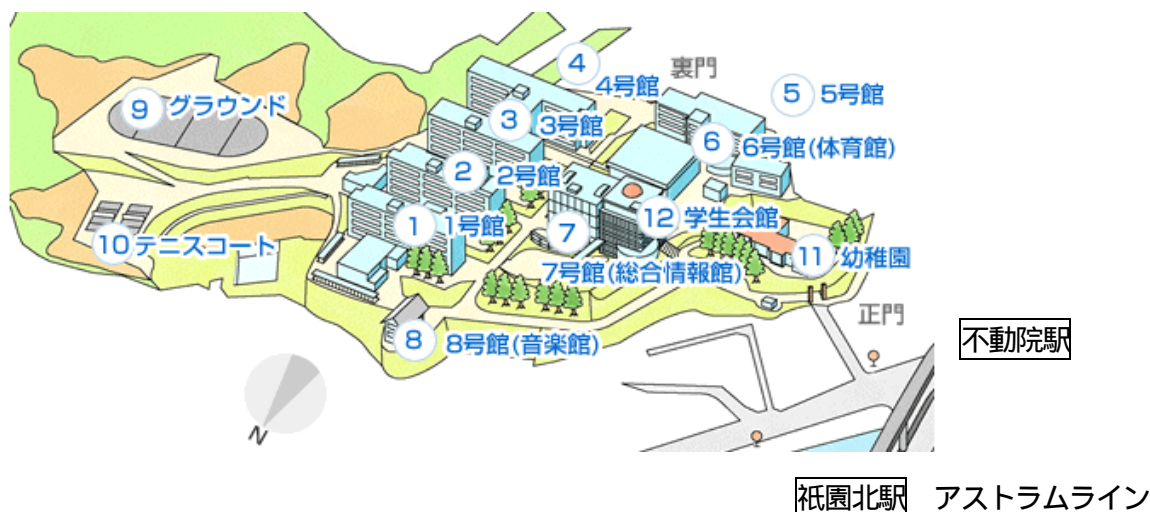 4
裏門
4号館
5 5号館
9 グラウンド
3 3号館
6 6号館(体育館)
2 2号館
1 1号館
7
12 学生会館
10 テニスコート
11 幼稚園
7号館(総合情報館)
正門
8 8号館(音楽館)
不動院駅
N
祇園北駅 アストラムライン